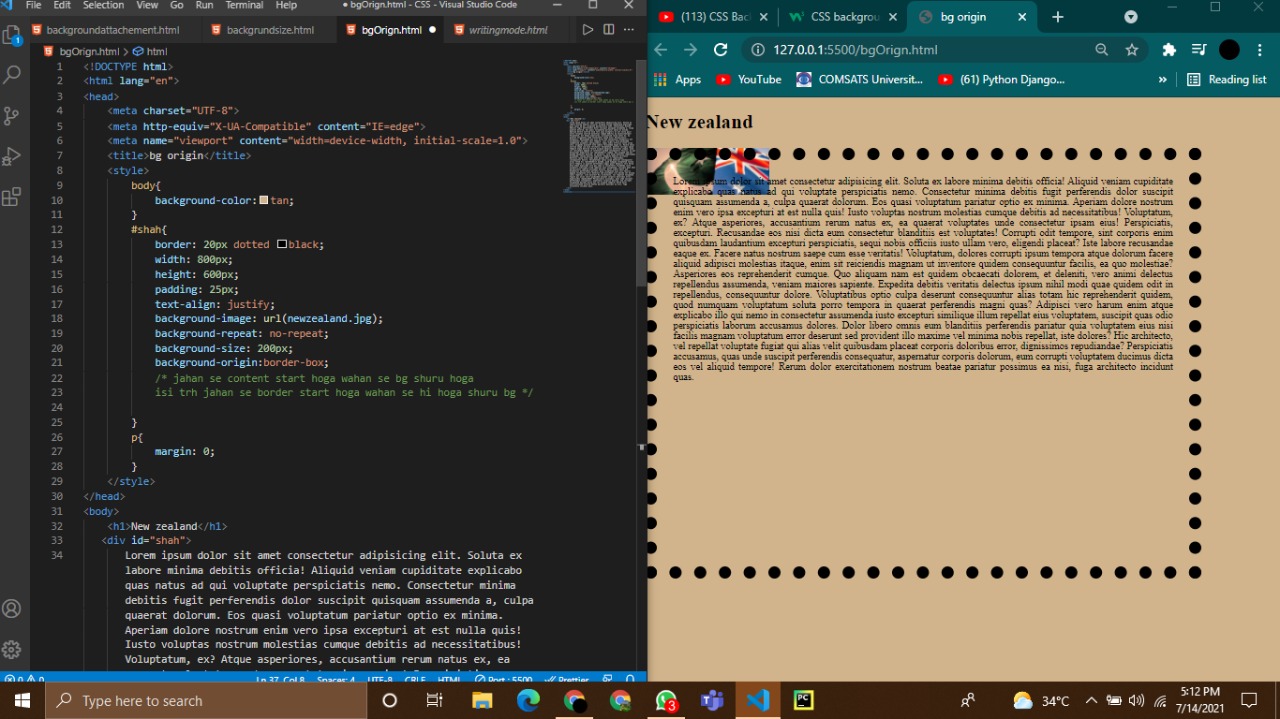 File Edit Selection View Go Run Terminal Help
● bgOrign.html - CSS - Visual Studio Code
backgroundattachement.html
backgrundsize.html
bgOrign.html ●
writingmode.html
bgOrign.html > html
1 <!DOCTYPE html>
2 <html lang="en">
3 <head>
4 <meta charset="UTF-8">
5 <meta http-equiv="X-UA-Compatible" content="IE=edge">
6 <meta name="viewport" content="width=device-width, initial-scale=1.0">
7 <title>bg origin</title>
8 <style>
9 body{
10 background-color: tan;
11 }
12 #shah{
13 border: 20px dotted black;
14 width: 800px;
15 height: 600px;
16 padding: 25px;
17 text-align: justify;
18 background-image: url(newzealand.jpg);
19 background-repeat: no-repeat;
20 background-size: 200px;
21 background-origin:border-box;
22 /* jahan se content start hoga wahan se bg shuru hoga
23 isi trh jahan se border start hoga wahan se hi hoga shuru bg */
24
25 }
26 p{
27 margin: 0;
28 }
29 </style>
30 </head>
31 <body>
32 <h1>New zealand</h1>
33 <div id="shah">
34 Lorem ipsum dolor sit amet consectetur adipisicing elit. Soluta ex
labore minima debitis officia! Aliquid veniam cupiditate explicabo
quas natus ad qui voluptate perspiciatis nemo. Consectetur minima
debitis fugit perferendis dolor suscipit quisquam assumenda a, culpa
quaerat dolorum. Eos quasi voluptatum pariatur optio ex minima.
Aperiam dolore nostrum enim vero ipsa excepturi at est nulla quis!
Iusto voluptas nostrum molestias cumque debitis ad necessitatibus!
Voluptatum, ex? Atque asperiores, accusantium rerum natus ex, ea
0 0
Ln 37, Col 8 Spaces: 4 UTF-8 CRLF HTML Port : 5500 Prettier
(113) CSS Bac
CSS backgrou
bg origin
127.0.0.1:5500/bgOrign.html
Apps
YouTube
COMSATS Universit...
(61) Python Django...
»
Reading list
New zealand
Lorem ipsum dolor sit amet consectetur adipisicing elit. Soluta ex labore minima debitis officia! Aliquid veniam cupiditate
explicabo quas natus ad qui voluptate perspiciatis nemo. Consectetur minima debitis fugit perferendis dolor suscipit
quisquam assumenda a, culpa quaerat dolorum. Eos quasi voluptatum pariatur optio ex minima. Aperiam dolore nostrum
enim vero ipsa excepturi at est nulla quis! Iusto voluptas nostrum molestias cumque debitis ad necessitatibus! Voluptatum,
ex? Atque asperiores, accusantium rerum natus ex, ea quaerat voluptates unde consectetur ipsam eius! Perspiciatis,
excepturi. Recusandae eos nisi dicta eum consectetur blanditiis est voluptates! Corrupti odit tempore, sint corporis enim
quibusdam laudantium excepturi perspiciatis, sequi nobis officiis iusto ullam vero, eligendi placeat? Iste labore recusandae
eaque ex. Facere natus nostrum saepe cum esse veritatis! Voluptatum, dolores corrupti ipsum tempora atque dolorum facere
aliquid adipisci molestias itaque, enim sit reiciendis magnam ut inventore quidem consequuntur facilis, ea quo molestiae?
Asperiores eos reprehenderit cumque. Quo aliquam nam est quidem obcaecati dolorem, et deleniti, vero animi delectus
repellendus assumenda, veniam maiores sapiente. Expedita debitis veritatis delectus ipsum nihil modi quae quidem odit in
repellendus, consequuntur dolore. Voluptatibus optio culpa deserunt consequuntur alias totam hic reprehenderit quidem,
quod numquam voluptatum soluta porro tempora in quaerat perferendis magni quas? Adipisci vero harum enim atque
explicabo illo qui nemo in consectetur assumenda iusto excepturi similique illum repellat eius voluptatem, suscipit quas odio
perspiciatis laborum accusamus dolores. Dolor libero omnis eum blanditiis perferendis pariatur quia voluptatem eius nisi
facilis magnam voluptatum error deserunt sed provident illo maxime vel minima nobis repellat, iste dolores? Hic architecto,
vel repellat voluptate fugiat qui alias velit quibusdam placeat corporis doloribus error, dignissimos repudiandae? Perspiciatis
accusamus, quas unde suscipit perferendis consequatur, aspernatur corporis dolorum, eum corrupti voluptatem ducimus dicta
eos vel aliquid tempore! Rerum dolor exercitationem nostrum beatae pariatur possimus ea nisi, fuga architecto incidunt
quas.
Type here to search
3
34°C
5:12 PM
7/14/2021